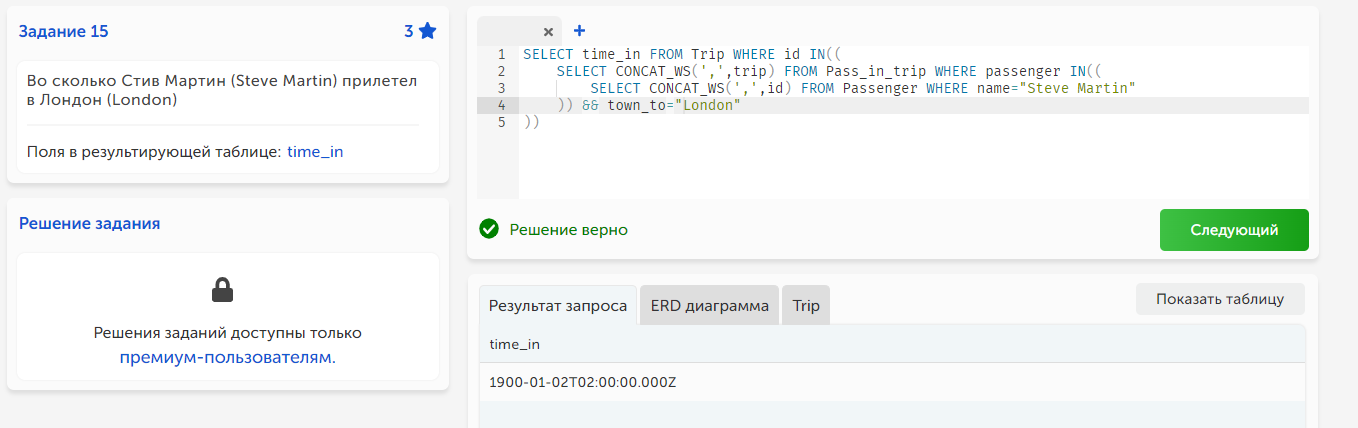 Задание 15
3
Во сколько Стив Мартин (Steve Martin) прилетел
в Лондон (London)
Поля в результирующей таблице: time_in
Решение задания
Решения заданий доступны только
премиум-пользователям.
1 SELECT time_in FROM Trip WHERE id IN((
2 SELECT CONCAT_WS(',',trip) FROM Pass_in_trip WHERE passenger IN((
3 SELECT CONCAT_WS(',',id) FROM Passenger WHERE name="Steve Martin"
4 )) && town_to="London"
5 ))
Решение верно
Следующий
Результат запроса
ERD диаграмма
Trip
Показать таблицу
time_in
1900-01-02T02:00:00.000Z